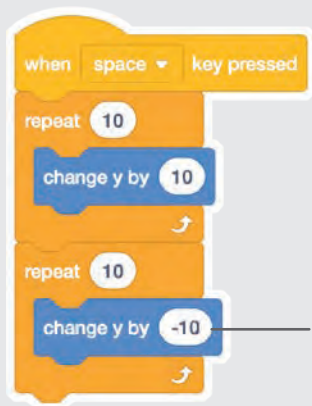 when space key pressed
repeat 10
change y by 10
repeat 10
change y by -10